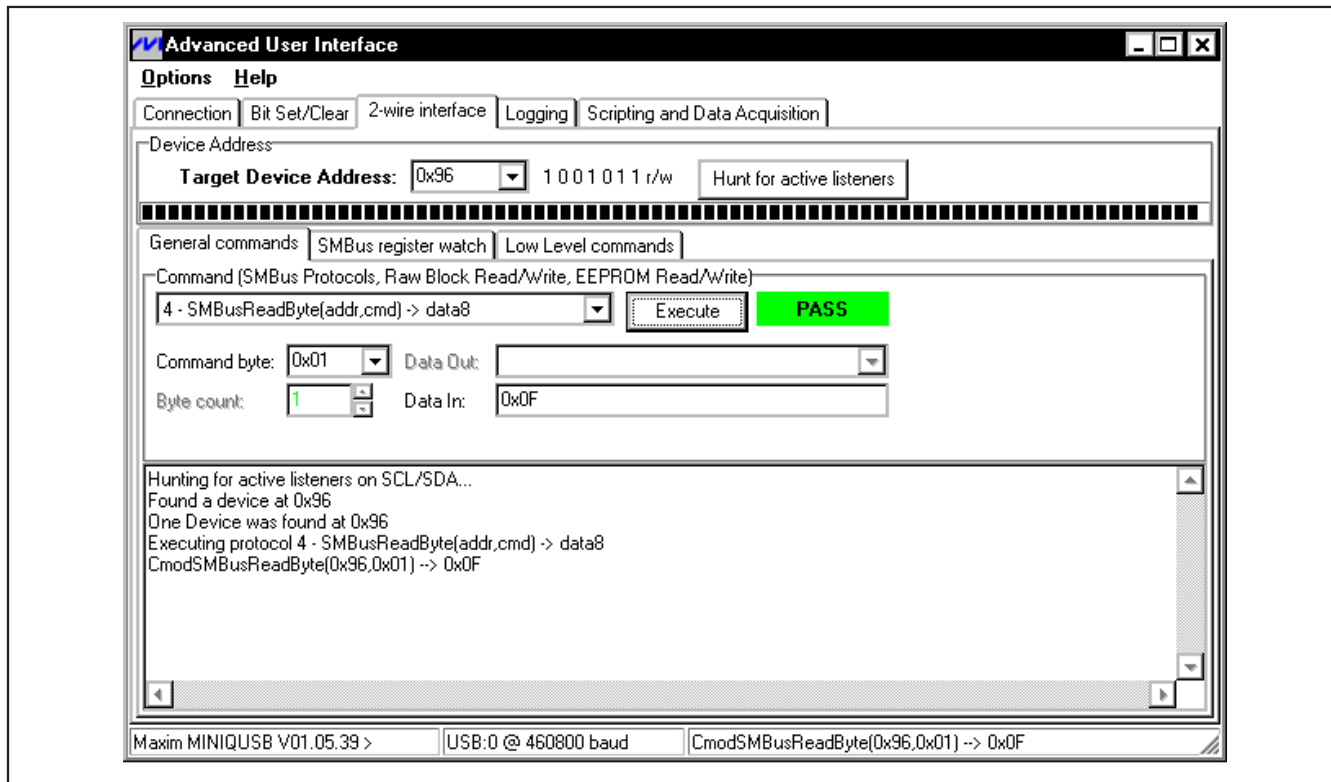 Advanced User Interface
Options Help
Connection Bit Set/Clear 2-wire interface Logging Scripting and Data Acquisition
Device Address
Target Device Address: 0x96 1 0 0 1 0 1 1 r/w Hunt for active listeners
General commands SMBus register watch Low Level commands
Command (SMBus Protocols, Raw Block Read/Write, EEPROM Read/Write)
4 - SMBusReadByte(addr,cmd) -> data8 Execute PASS
Command byte: 0x01 Data Out:
Byte count: 1 Data In: 0x0F
Hunting for active listeners on SCL/SDA...
Found a device at 0x96
One Device was found at 0x96
Executing protocol 4 - SMBusReadByte(addr,cmd) -> data8
CmodSMBusReadByte(0x96,0x01) --> 0x0F
Maxim MINIQUSB V01.05.39 > USB:0 @ 460800 baud CmodSMBusReadByte(0x96,0x01) --> 0x0F